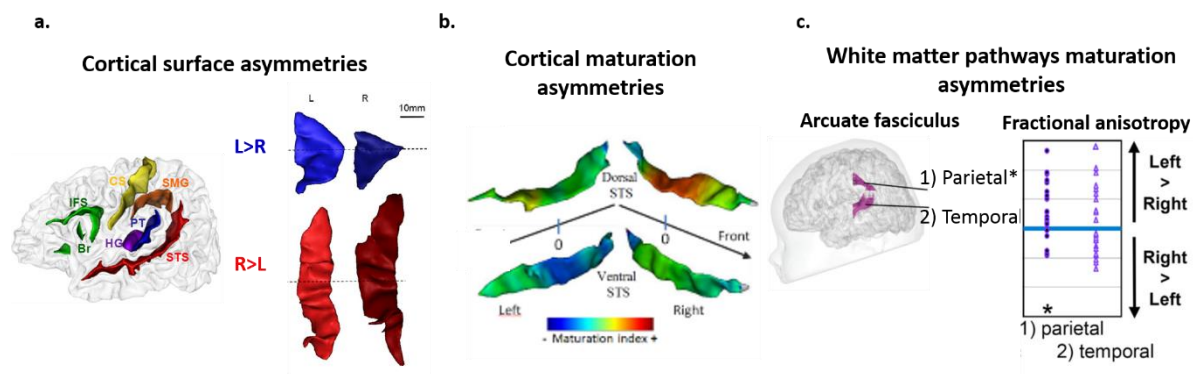 a.
Cortical surface asymmetries
L
R
10mm
L>R
CS
SMG
IFS
PT
HG
Br
STS
R>L
b.
Cortical maturation
asymmetries
Dorsal
STS
0
0
Front
Ventral
STS
Left
Right
- Maturation index +
c.
White matter pathways maturation
asymmetries
Arcuate fasciculus
Fractional anisotropy
1) Parietal*
2) Temporal
Left
>
Right
Right
>
Left
*
1) parietal
2) temporal